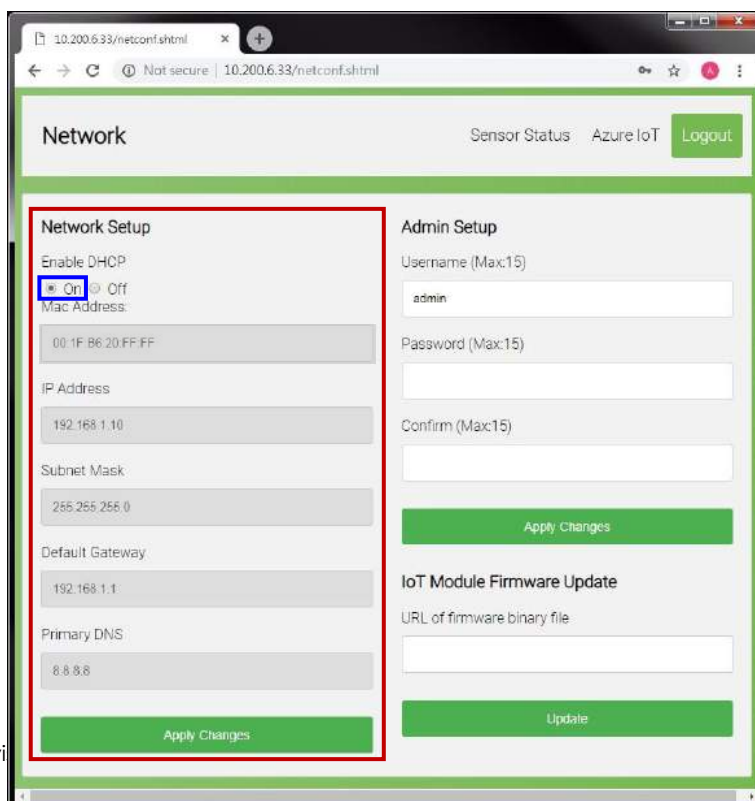 10.200.6.33/netconf.shtml
Not secure | 10.200.6.33/netconf.shtml
A
Network
Sensor Status Azure IoT Logout
Network Setup
Enable DHCP
On Off
Mac Address:
00:1F:B6:20:FF:FF
IP Address
192.168.1.10
Subnet Mask
255.255.255.0
Default Gateway
192.168.1.1
Primary DNS
8.8.8.8
Apply Changes
Admin Setup
Username (Max:15)
admin
Password (Max:15)
Confirm (Max:15)
Apply Changes
IoT Module Firmware Update
URL of firmware binary file
Update